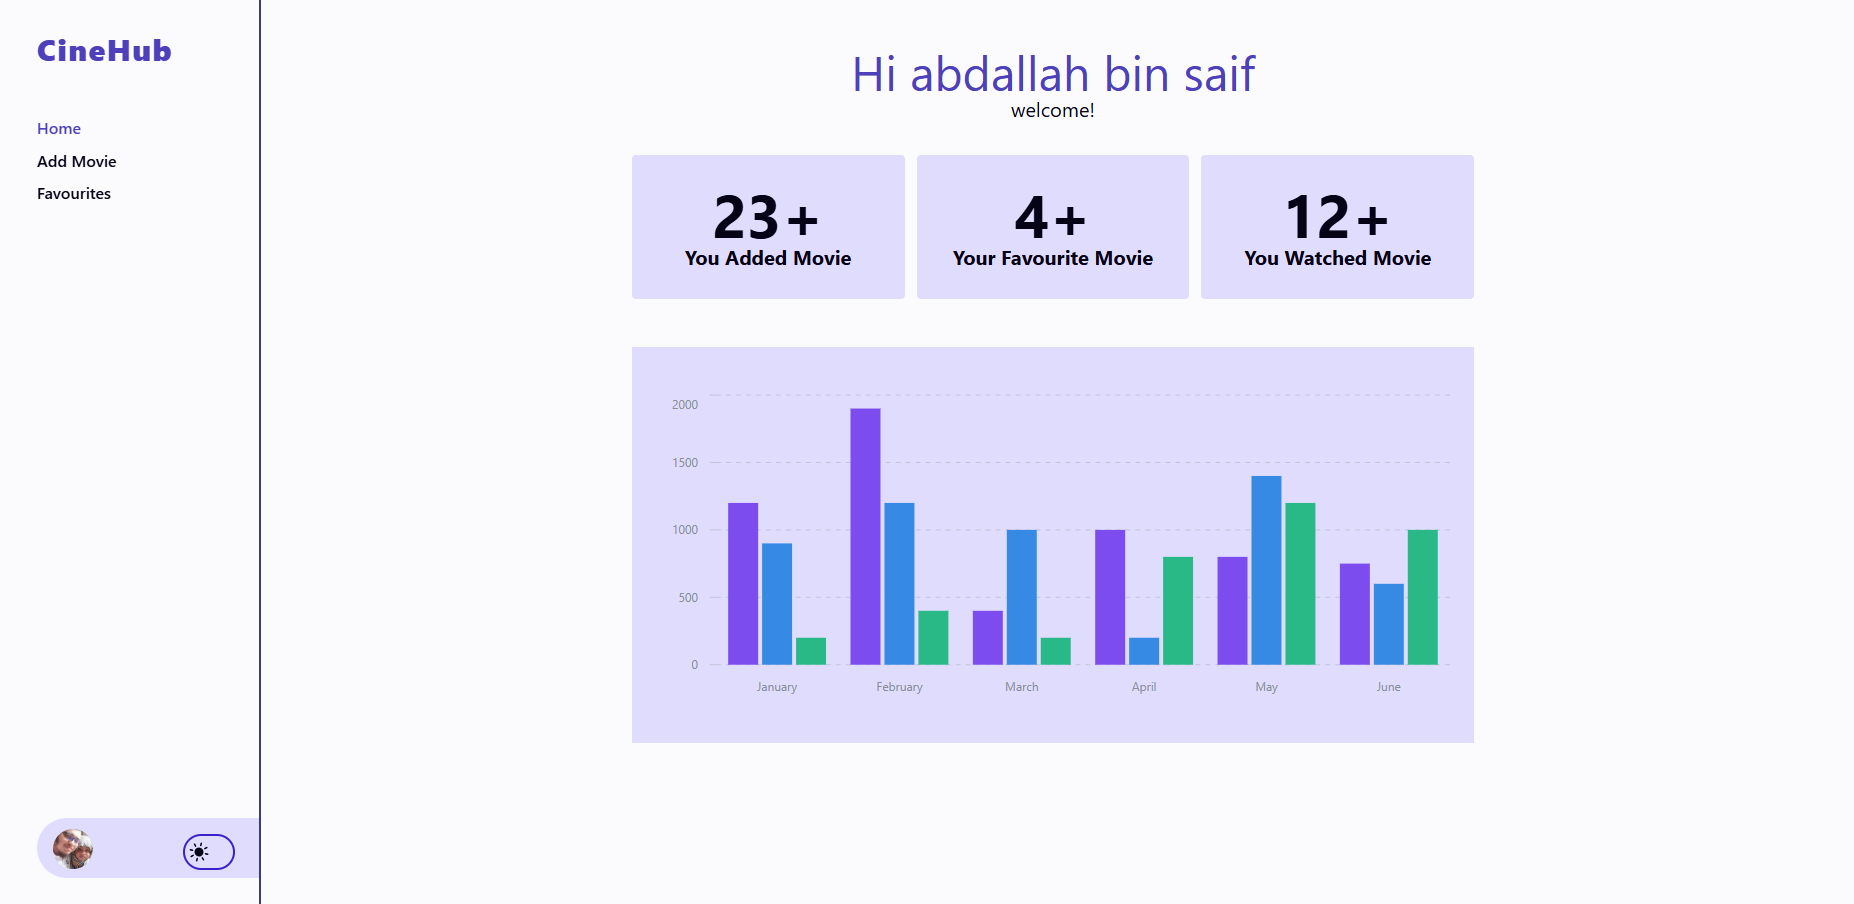 CineHub
Home
Add Movie
Favourites
Hi abdallah bin saif
welcome!
23+
You Added Movie
4+
Your Favourite Movie
12+
You Watched Movie
2000
1500
1000
500
0
January February March April May June